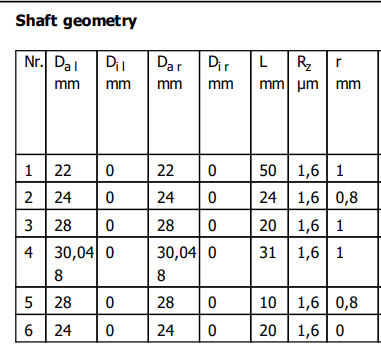 Shaft geometry
Nr. Da l Di l Da r Di r L Rz r
mm mm mm mm mm µm mm
1 22 0 22 0 50 1,6 1
2 24 0 24 0 24 1,6 0,8
3 28 0 28 0 20 1,6 1
4 30,04 0 30,04 0 31 1,6 1
8 8
5 28 0 28 0 10 1,6 0,8
6 24 0 24 0 20 1,6 0